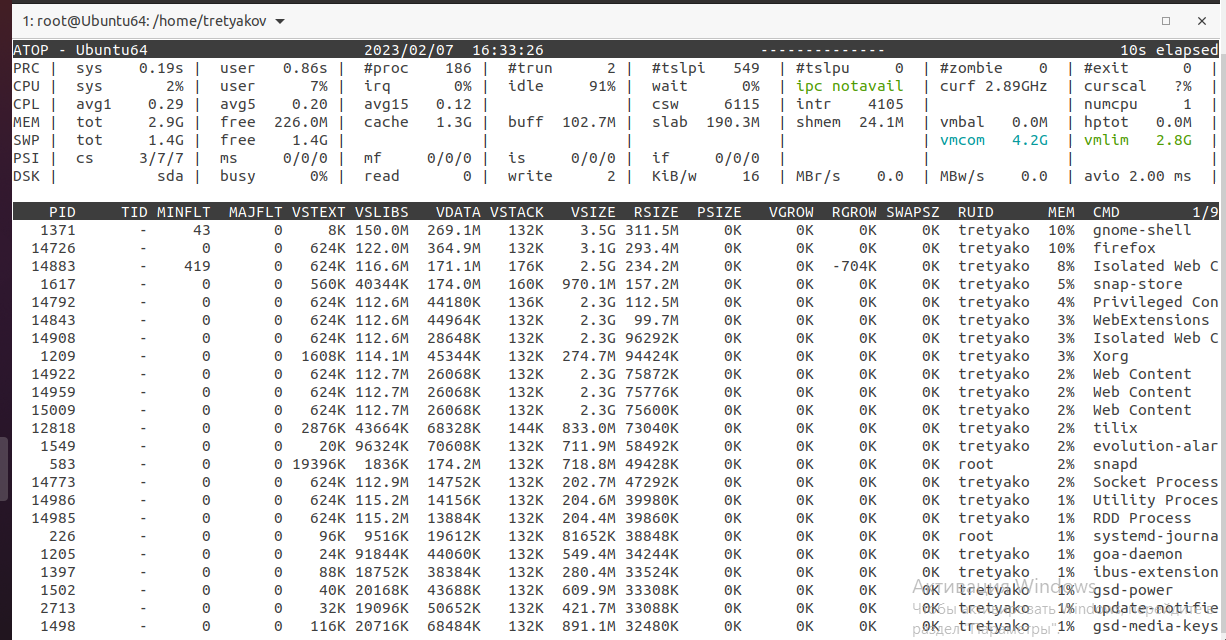 1: root@Ubuntu64: /home/tretyakov
ATOP - Ubuntu64 2023/02/07 16:33:26 -------------- 10s elapsed
PRC | sys 0.19s | user 0.86s | #proc 186 | #trun 2 | #tslpi 549 | #tslpu 0 | #zombie 0 | #exit 0 |
CPU | sys 2% | user 7% | irq 0% | idle 91% | wait 0% | ipc notavail | curf 2.89GHz | curscal ?% |
CPL | avg1 0.29 | avg5 0.20 | avg15 0.12 | | csw 6115 | intr 4105 | | numcpu 1 |
MEM | tot 2.9G | free 226.0M | cache 1.3G | buff 102.7M | slab 190.3M | shmem 24.1M | vmbal 0.0M | hptot 0.0M |
SWP | tot 1.4G | free 1.4G | | | | | vmcom 4.2G | vmlim 2.8G |
PSI | cs 3/7/7 | ms 0/0/0 | mf 0/0/0 | is 0/0/0 | if 0/0/0 | | | |
DSK | sda | busy 0% | read 0 | write 2 | KiB/w 16 | MBr/s 0.0 | MBw/s 0.0 | avio 2.00 ms |
PID TID MINFLT MAJFLT VSTEXT VSLIBS VDATA VSTACK VSIZE RSIZE PSIZE VGROW RGROW SWAPSZ RUID MEM CMD 1/9
1371 - 43 0 8K 150.0M 269.1M 132K 3.5G 311.5M 0K 0K 0K 0K tretyako 10% gnome-shell
14726 - 0 0 624K 122.0M 364.9M 132K 3.1G 293.4M 0K 0K 0K 0K tretyako 10% firefox
14883 - 419 0 624K 116.6M 171.1M 176K 2.5G 234.2M 0K 0K -704K 0K tretyako 8% Isolated Web C
1617 - 0 0 560K 40344K 174.0M 160K 970.1M 157.2M 0K 0K 0K 0K tretyako 5% snap-store
14792 - 0 0 624K 112.6M 44180K 136K 2.3G 112.5M 0K 0K 0K 0K tretyako 4% Privileged Con
14843 - 0 0 624K 112.6M 44964K 132K 2.3G 99.7M 0K 0K 0K 0K tretyako 3% WebExtensions
14908 - 0 0 624K 112.6M 28648K 132K 2.3G 96292K 0K 0K 0K 0K tretyako 3% Isolated Web C
1209 - 0 0 1608K 114.1M 45344K 132K 274.7M 94424K 0K 0K 0K 0K tretyako 3% Xorg
14922 - 0 0 624K 112.7M 26068K 132K 2.3G 75872K 0K 0K 0K 0K tretyako 2% Web Content
14959 - 0 0 624K 112.7M 26068K 132K 2.3G 75776K 0K 0K 0K 0K tretyako 2% Web Content
15009 - 0 0 624K 112.7M 26068K 132K 2.3G 75600K 0K 0K 0K 0K tretyako 2% Web Content
12818 - 0 0 2876K 43664K 68328K 144K 833.0M 73040K 0K 0K 0K 0K tretyako 2% tilix
1549 - 0 0 20K 96324K 70608K 132K 711.9M 58492K 0K 0K 0K 0K tretyako 2% evolution-alar
583 - 0 0 19396K 1836K 174.2M 132K 718.8M 49428K 0K 0K 0K 0K root 2% snapd
14773 - 0 0 624K 112.9M 14752K 132K 202.7M 47292K 0K 0K 0K 0K tretyako 2% Socket Process
14986 - 0 0 624K 115.2M 14156K 132K 204.6M 39980K 0K 0K 0K 0K tretyako 1% Utility Proces
14985 - 0 0 624K 115.2M 13884K 132K 204.4M 39860K 0K 0K 0K 0K tretyako 1% RDD Process
226 - 0 0 96K 9516K 19612K 132K 81652K 38848K 0K 0K 0K 0K root 1% systemd-journa
1205 - 0 0 24K 91844K 44060K 132K 549.4M 34244K 0K 0K 0K 0K tretyako 1% goa-daemon
1397 - 0 0 88K 18752K 38384K 132K 280.4M 33524K 0K 0K 0K 0K tretyako 1% ibus-extension
Активация Windows
1502 - 0 0 40K 20168K 43688K 132K 609.9M 33308K 0K 0K 0K 0K tretyako 1% gsd-power
2713 - 0 0 32K 19096K 50652K 132K 421.7M 33088K 0K 0K 0K 0K tretyako 1% update-notifie
Чтобы активировать Windows, перейдите в
1498 - 0 0 116K 20716K 68484K 132K 891.1M 32480K 0K 0K 0K 0K tretyako 1% gsd-media-keys
раздел "Параметры".